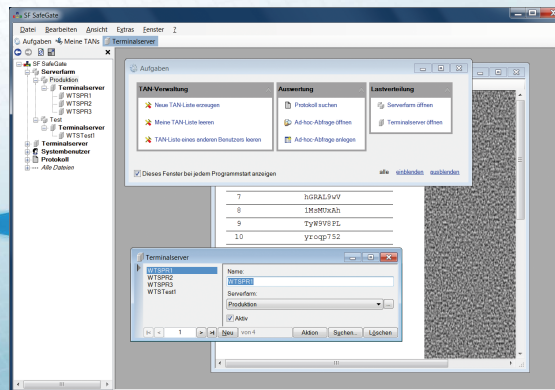 SF SafeGate
Datei Bearbeiten Ansicht Extras Fenster ?
Aufgaben Meine TANs Terminalserver
SF SafeGate
Serverfarm
Produktion
Terminalserver
WTSPR1
WTSPR2
WTSPR3
Test
Terminalserver
WTSTest1
Terminalserver
Systembenutzer
Protokoll
Alle Dateien
Aufgaben
TAN-Verwaltung
Neue TAN-Liste erzeugen
Meine TAN-Liste leeren
TAN-Liste eines anderen Benutzers leeren
Auswertung
Protokoll suchen
Ad-hoc-Abfrage öffnen
Ad-hoc-Abfrage anlegen
Lastverteilung
Serverfarm öffnen
Terminalserver öffnen
Dieses Fenster bei jedem Programmstart anzeigen
alle einblenden ausblenden
7 hGRAL9wV
8 1MsMUxAh
9 TyW9V8PL
10 yroqp752
Terminalserver
WTSPR1
WTSPR2
WTSPR3
WTSTest1
Name:
WTSPR1
Serverfarm:
Produktion
Aktiv
1 Neu von 4 Aktion Suchen... Löschen